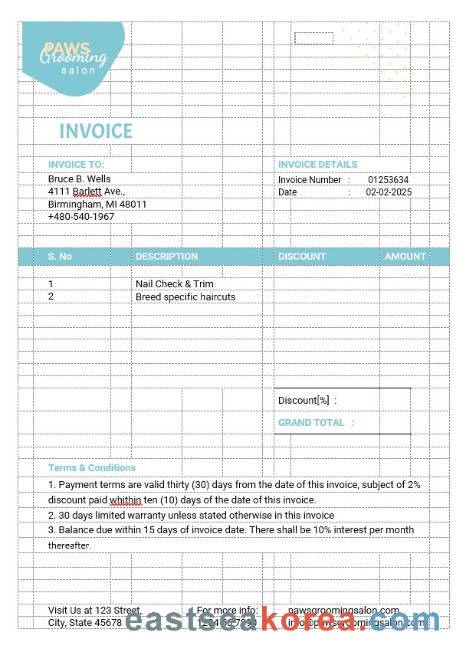 PAWS
Grooming
salon
INVOICE
INVOICE TO: INVOICE DETAILS
Bruce B. Wells Invoice Number : 01253634
4111 Barlett Ave., Date : 02-02-2025
Birmingham, MI 48011
+480-540-1967
S. No DESCRIPTION DISCOUNT AMOUNT
1 Nail Check & Trim
2 Breed specific haircuts
Discount[%] :
GRAND TOTAL :
Terms & Conditions
1. Payment terms are valid thirty (30) days from the date of this invoice, subject of 2%
discount paid whithin ten (10) days of the date of this invoice.
2. 30 days limited warranty unless stated otherwise in this invoice
3. Balance due within 15 days of invoice date. There shall be 10% interest per month
thereafter.
Visit Us at 123 Street, For more info: pawsgroomingsalon.com
City, State 45678 info@pawsgroomingsalon.com
eastseakorea.com